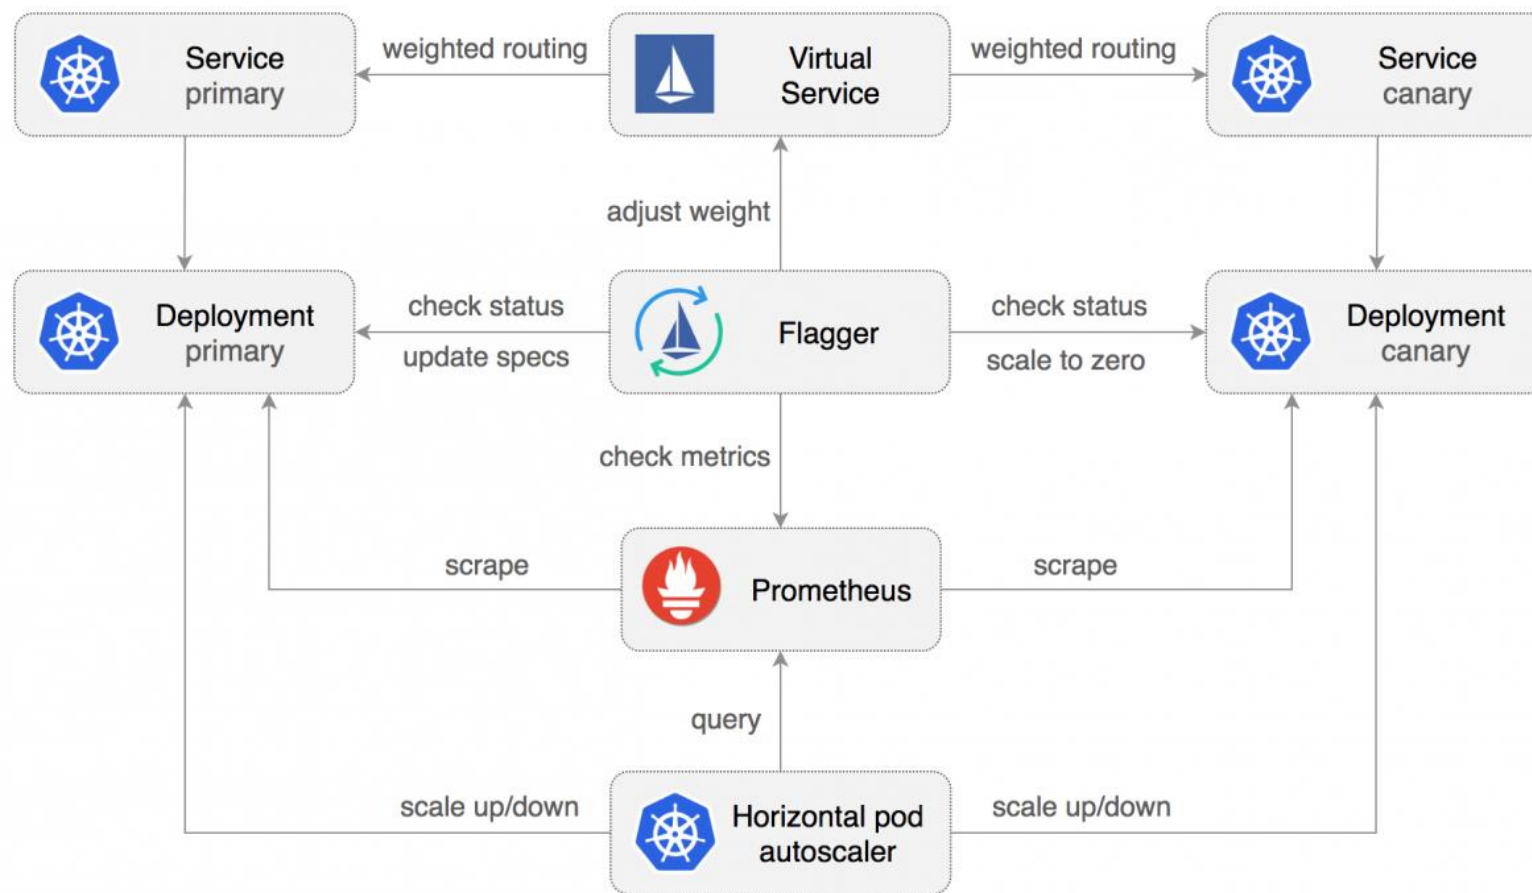 Service
primary
weighted routing
Virtual
Service
weighted routing
Service
canary
adjust weight
Deployment
primary
check status
update specs
Flagger
check status
scale to zero
Deployment
canary
check metrics
scrape
Prometheus
scrape
query
scale up/down
Horizontal pod
autoscaler
scale up/down